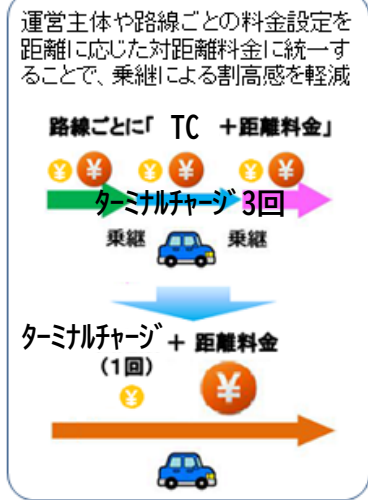 運営主体や路線ごとの料金設定を
距離に応じた対距離料金に統一す
ることで、乗継による割高感を軽減
路線ごとに「 TC ＋距離料金」
¥ ¥ ¥ ¥ ¥ ¥
ターミナルチャージ 3回
乗継 乗継
ターミナルチャージ ＋ 距離料金
(1回)
¥ ¥